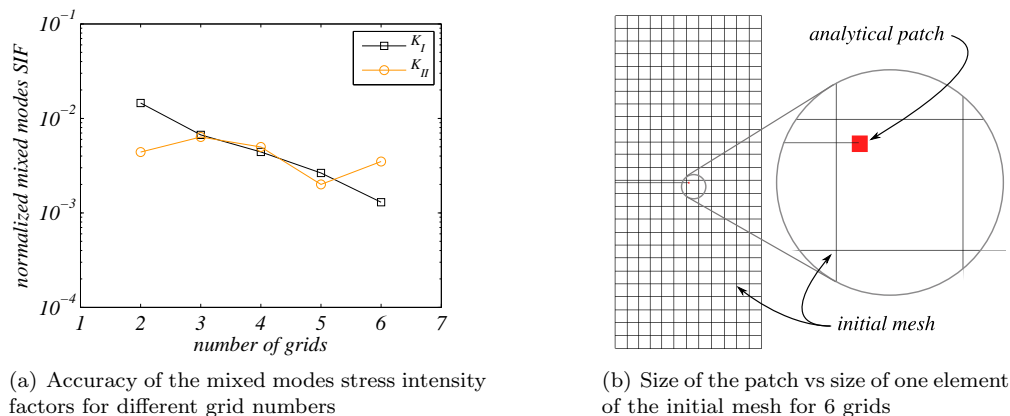 normalized mixed modes SIF
10⁻¹
10⁻²
10⁻³
10⁻⁴
1 2 3 4 5 6 7
number of grids
K_I
K_II
analytical patch
initial mesh
(a) Accuracy of the mixed modes stress intensity
factors for different grid numbers
(b) Size of the patch vs size of one element
of the initial mesh for 6 grids